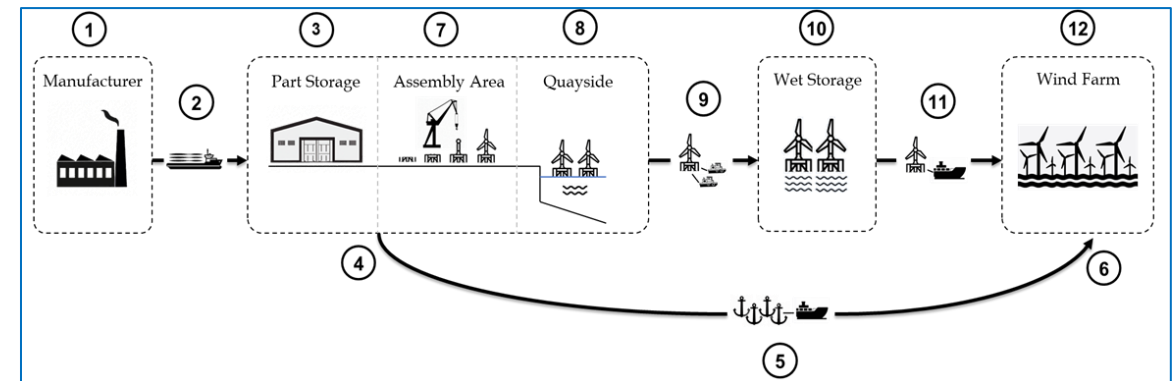 1
3
7
8
10
12
Manufacturer
Part Storage
Assembly Area
Quayside
Wet Storage
Wind Farm
2
9
11
4
6
5